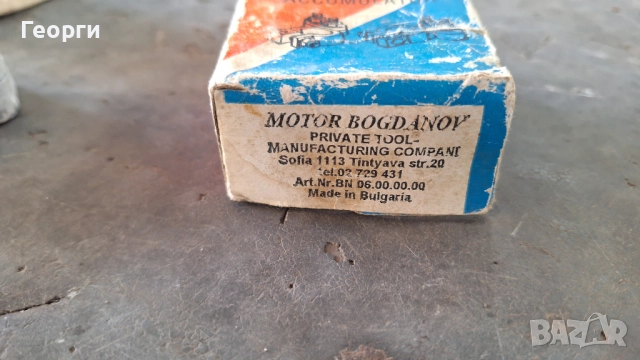 Георги
MOTOR BOGDANOV
PRIVATE TOOL-
MANUFACTURING COMPANI
Sofia 1113 Tintyava str.20
tel.02 729 431
Art.Nr.BN 06.00.00.00
Made in Bulgaria
BAZAR